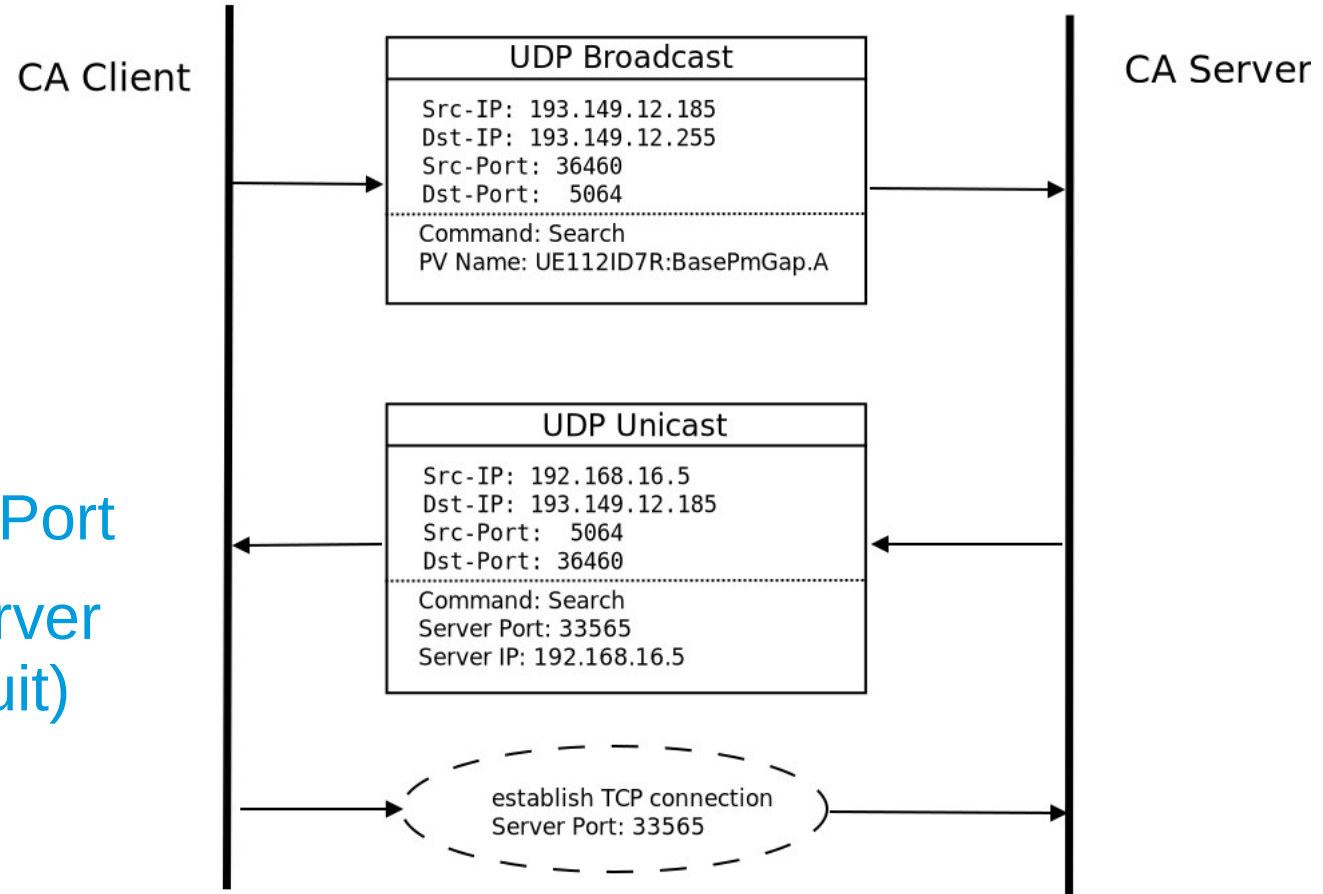 CA Client
CA Server
UDP Broadcast
Src-IP: 193.149.12.185
Dst-IP: 193.149.12.255
Src-Port: 36460
Dst-Port:  5064
Command: Search
PV Name: UE112ID7R:BasePmGap.A
UDP Unicast
Src-IP: 192.168.16.5
Dst-IP: 193.149.12.185
Src-Port:  5064
Dst-Port: 36460
Command: Search
Server Port: 33565
Server IP: 192.168.16.5
Port
rver
uit)
establish TCP connection
Server Port: 33565